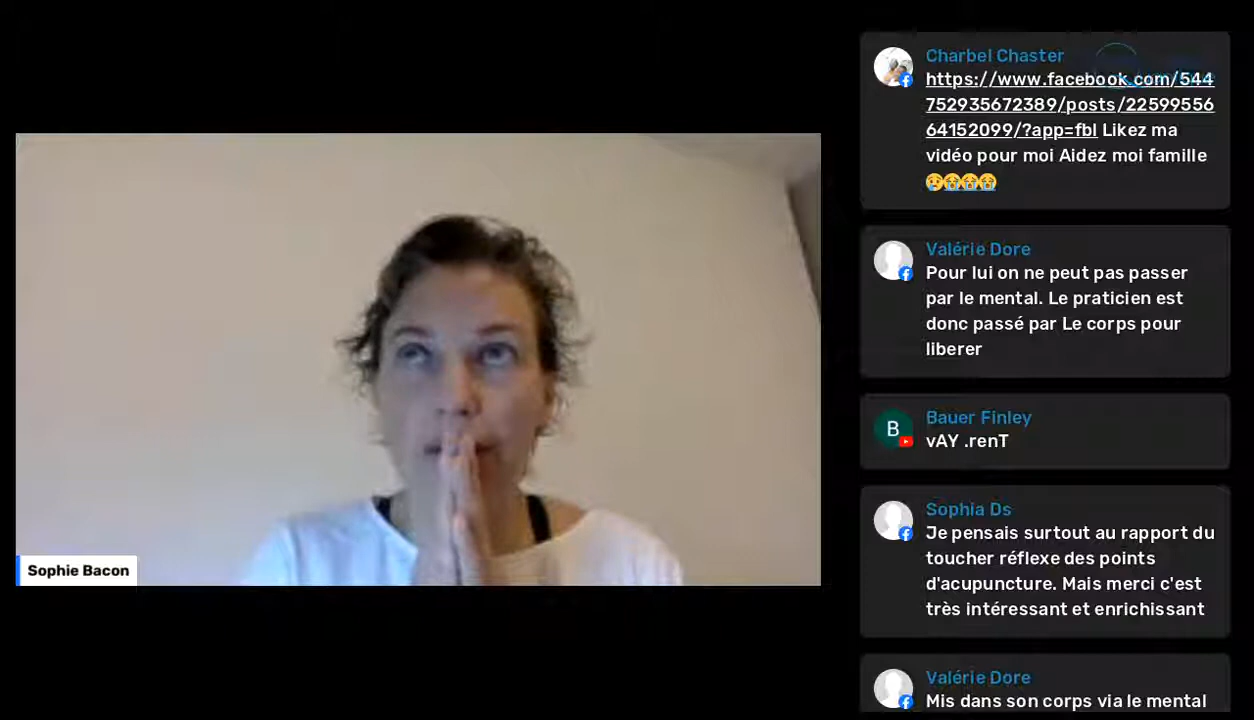 Sophie Bacon
Charbel Chaster
https://www.facebook.com/544
752935672389/posts/22599556
64152099/?app=fbl Likez ma
vidéo pour moi Aidez moi famille
😢😭😭😭
Valérie Dore
Pour lui on ne peut pas passer
par le mental. Le praticien est
donc passé par Le corps pour
liberer
B
Bauer Finley
vAY .renT
Sophia Ds
Je pensais surtout au rapport du
toucher réflexe des points
d'acupuncture. Mais merci c'est
très intéressant et enrichissant
Valérie Dore
Mis dans son corps via le mental